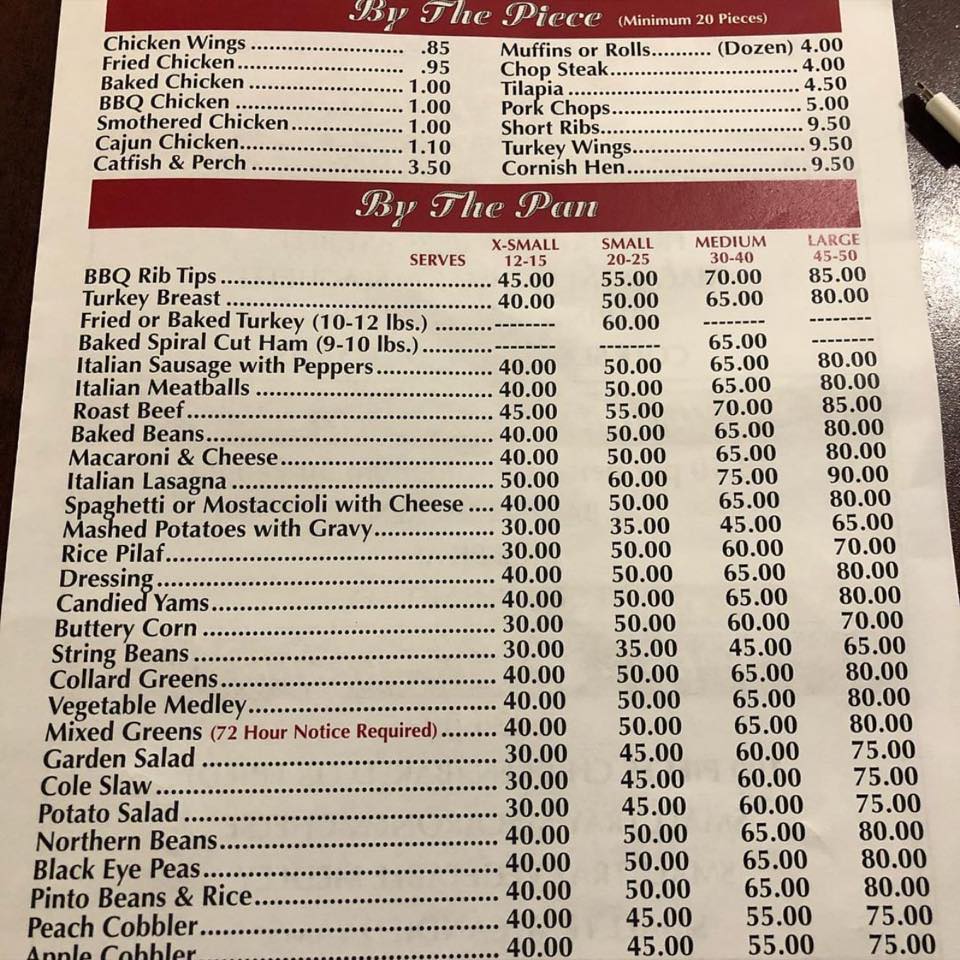 By The Piece (Minimum 20 Pieces)
Chicken Wings .................... .85
Fried Chicken...................... .95
Baked Chicken .................... 1.00
BBQ Chicken ...................... 1.00
Smothered Chicken.............. 1.00
Cajun Chicken..................... 1.10
Catfish & Perch .................... 3.50
Muffins or Rolls.......... (Dozen) 4.00
Chop Steak............................ 4.00
Tilapia ................................... 4.50
Pork Chops............................ 5.00
Short Ribs.............................. 9.50
Turkey Wings......................... 9.50
Cornish Hen.......................... 9.50
By The Pan
X-SMALL SMALL MEDIUM LARGE
SERVES 12-15 20-25 30-40 45-50
BBQ Rib Tips ........................................ 45.00 55.00 70.00 85.00
Turkey Breast ....................................... 40.00 50.00 65.00 80.00
Fried or Baked Turkey (10-12 lbs.) .........-------- 60.00 -------- --------
Baked Spiral Cut Ham (9-10 lbs.)..........-------- -------- 65.00 --------
Italian Sausage with Peppers................. 40.00 50.00 65.00 80.00
Italian Meatballs .................................. 40.00 50.00 65.00 80.00
Roast Beef............................................ 45.00 55.00 70.00 85.00
Baked Beans......................................... 40.00 50.00 65.00 80.00
Macaroni & Cheese............................... 40.00 50.00 65.00 80.00
Italian Lasagna ..................................... 50.00 60.00 75.00 90.00
Spaghetti or Mostaccioli with Cheese .... 40.00 50.00 65.00 80.00
Mashed Potatoes with Gravy................. 30.00 35.00 45.00 65.00
Rice Pilaf............................................... 30.00 50.00 60.00 70.00
Dressing................................................ 40.00 50.00 65.00 80.00
Candied Yams....................................... 40.00 50.00 65.00 80.00
Buttery Corn ........................................ 30.00 50.00 60.00 70.00
String Beans ......................................... 30.00 35.00 45.00 65.00
Collard Greens...................................... 40.00 50.00 65.00 80.00
Vegetable Medley.................................. 40.00 50.00 65.00 80.00
Mixed Greens (72 Hour Notice Required)........ 40.00 50.00 65.00 80.00
Garden Salad ........................................ 30.00 45.00 60.00 75.00
Cole Slaw.............................................. 30.00 45.00 60.00 75.00
Potato Salad .......................................... 30.00 45.00 60.00 75.00
Northern Beans..................................... 40.00 50.00 65.00 80.00
Black Eye Peas....................................... 40.00 50.00 65.00 80.00
Pinto Beans & Rice................................ 40.00 50.00 65.00 80.00
Peach Cobbler....................................... 40.00 45.00 55.00 75.00
Apple Cobbler....................................... 40.00 45.00 55.00 75.00